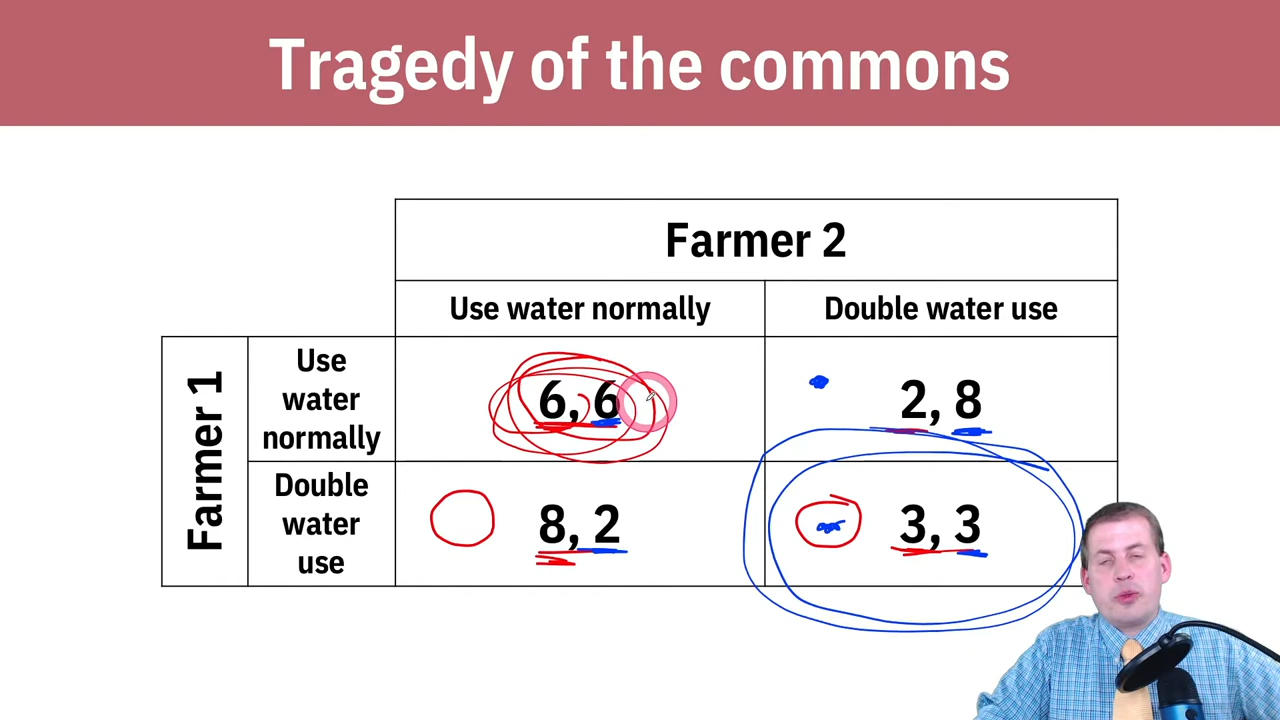 Tragedy of the commons
Farmer 2
Use water normally
Double water use
Farmer 1
Use
water
normally
6, 6
2, 8
Double
water
use
8, 2
3, 3